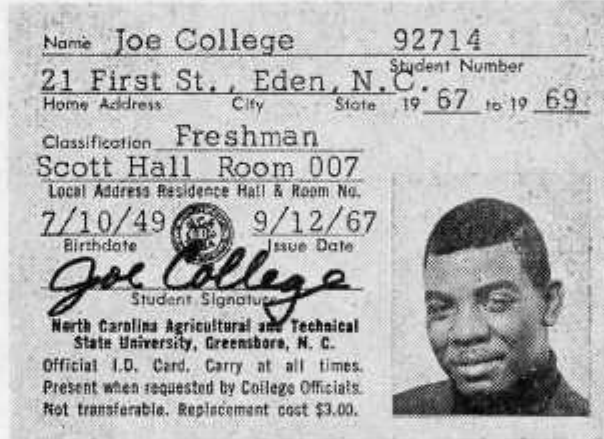 Name Joe College 92714
Student Number
21 First St., Eden, N.C.
Home Address City State 19 67 to 19 69
Classification Freshman
Scott Hall Room 007
Local Address Residence Hall & Room No.
7/10/49 9/12/67
Birthdate Issue Date
Joe College
Student Signature
North Carolina Agricultural and Technical
State University, Greensboro, N. C.
Official I.D. Card. Carry at all times.
Present when requested by College Officials.
Not transferable. Replacement cost $3.00.